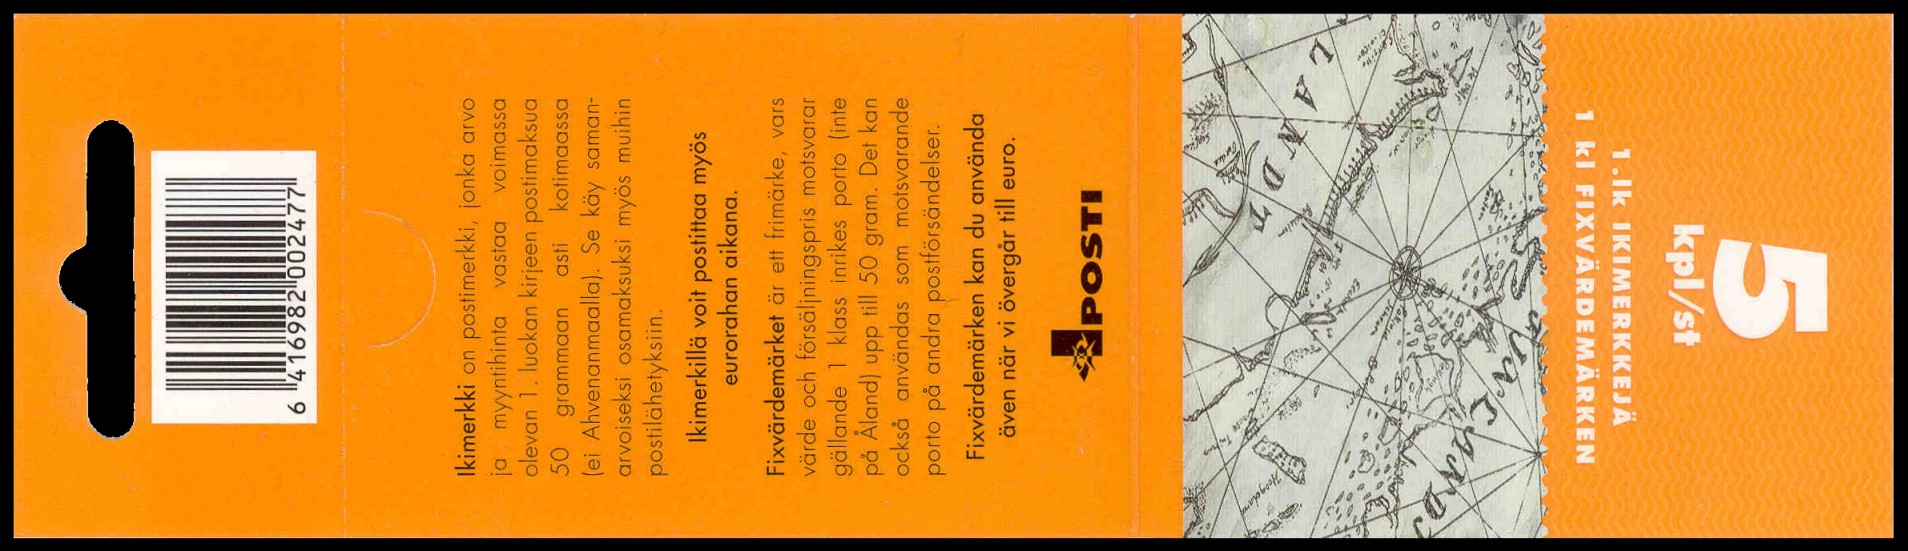 6 416982 002477
Ikimerkki on postimerkki, jonka arvo
ja myyntihinta vastaa voimassa
olevan 1. luokan kirjeen postimaksua
50 grammaan asti kotimaassa
(ei Ahvenanmaalla). Se käy saman-
arvoiseksi osamaksuksi myös muihin
postilähetyksiin.
Ikimerkillä voit postittaa myös
eurorahan aikana.
Fixvärdemärket är ett frimärke, vars
värde och försäljningspris motsvarar
gällande 1 klass inrikes porto (inte
på Åland) upp till 50 gram. Det kan
också användas som motsvarande
porto på andra postförsändelser.
Fixvärdemärken kan du använda
även när vi övergår till euro.
POSTI
5
kpl/st
1.lk IKIMERKKEJÄ
1 kl FIXVÄRDEMÄRKEN